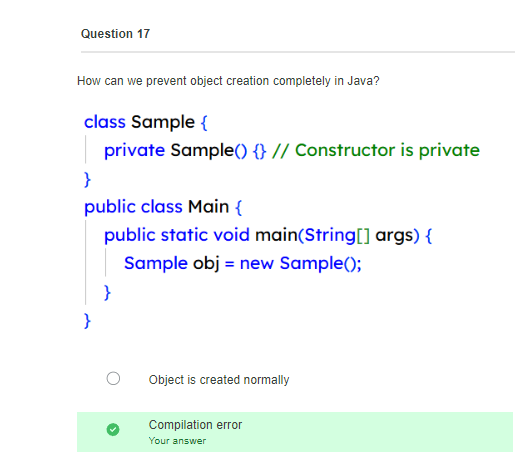 Question 17
How can we prevent object creation completely in Java?
class Sample {
private Sample() {} // Constructor is private
}
public class Main {
public static void main(String[] args) {
Sample obj = new Sample();
}
}
Object is created normally
Compilation error
Your answer